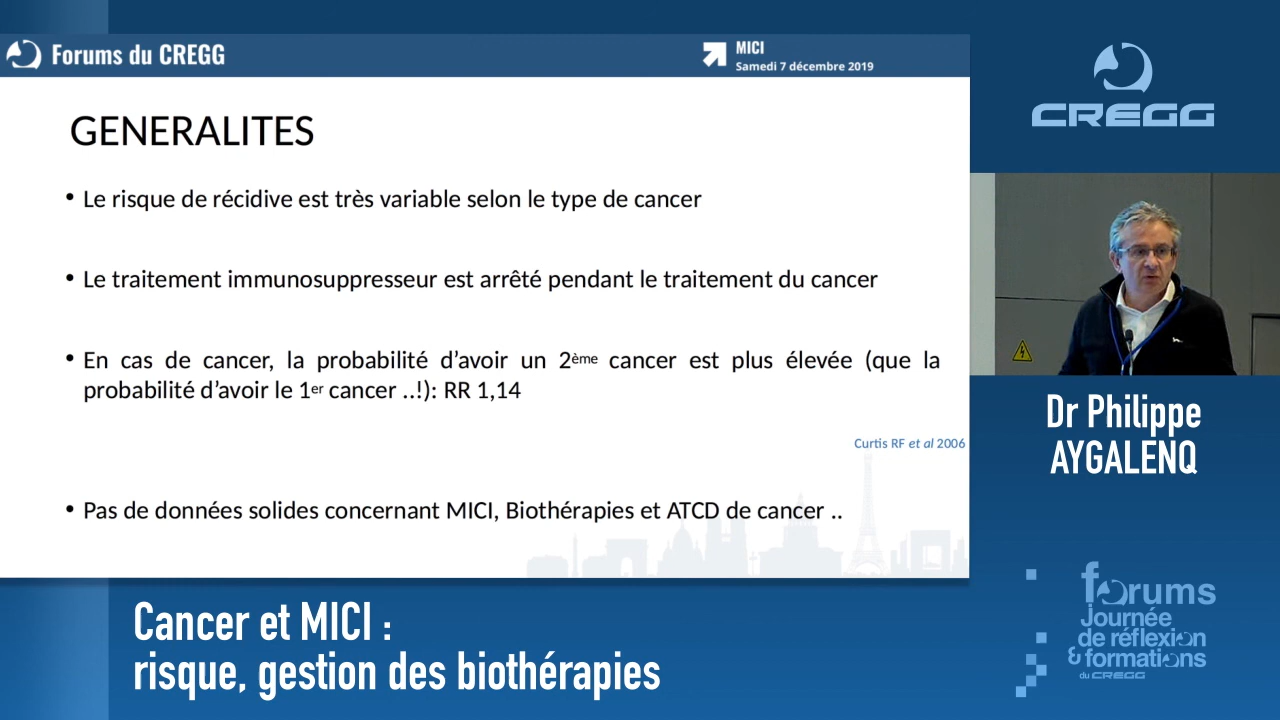 Forums du CREGG
MICI
Samedi 7 décembre 2019
CREGG
GENERALITES
• Le risque de récidive est très variable selon le type de cancer
• Le traitement immunosuppresseur est arrêté pendant le traitement du cancer
• En cas de cancer, la probabilité d’avoir un 2ème cancer est plus élevée (que la
probabilité d’avoir le 1er cancer ..!): RR 1,14
Curtis RF et al 2006
• Pas de données solides concernant MICI, Biothérapies et ATCD de cancer ..
Dr Philippe
AYGALENQ
Cancer et MICI :
risque, gestion des biothérapies
forums
Journée
de réflexion
& formations
du CREGG